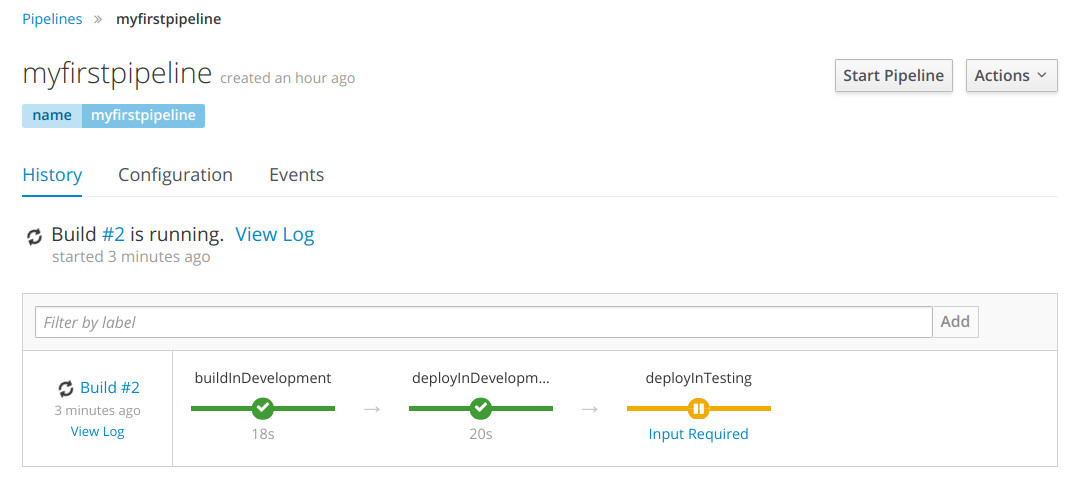 Pipelines » myfirstpipeline
myfirstpipeline created an hour ago
Start Pipeline
Actions
name myfirstpipeline
History Configuration Events
Build #2 is running. View Log
started 3 minutes ago
Filter by label
Add
Build #2
3 minutes ago
View Log
buildInDevelopment
18s
deployInDevelopm...
20s
deployInTesting
Input Required